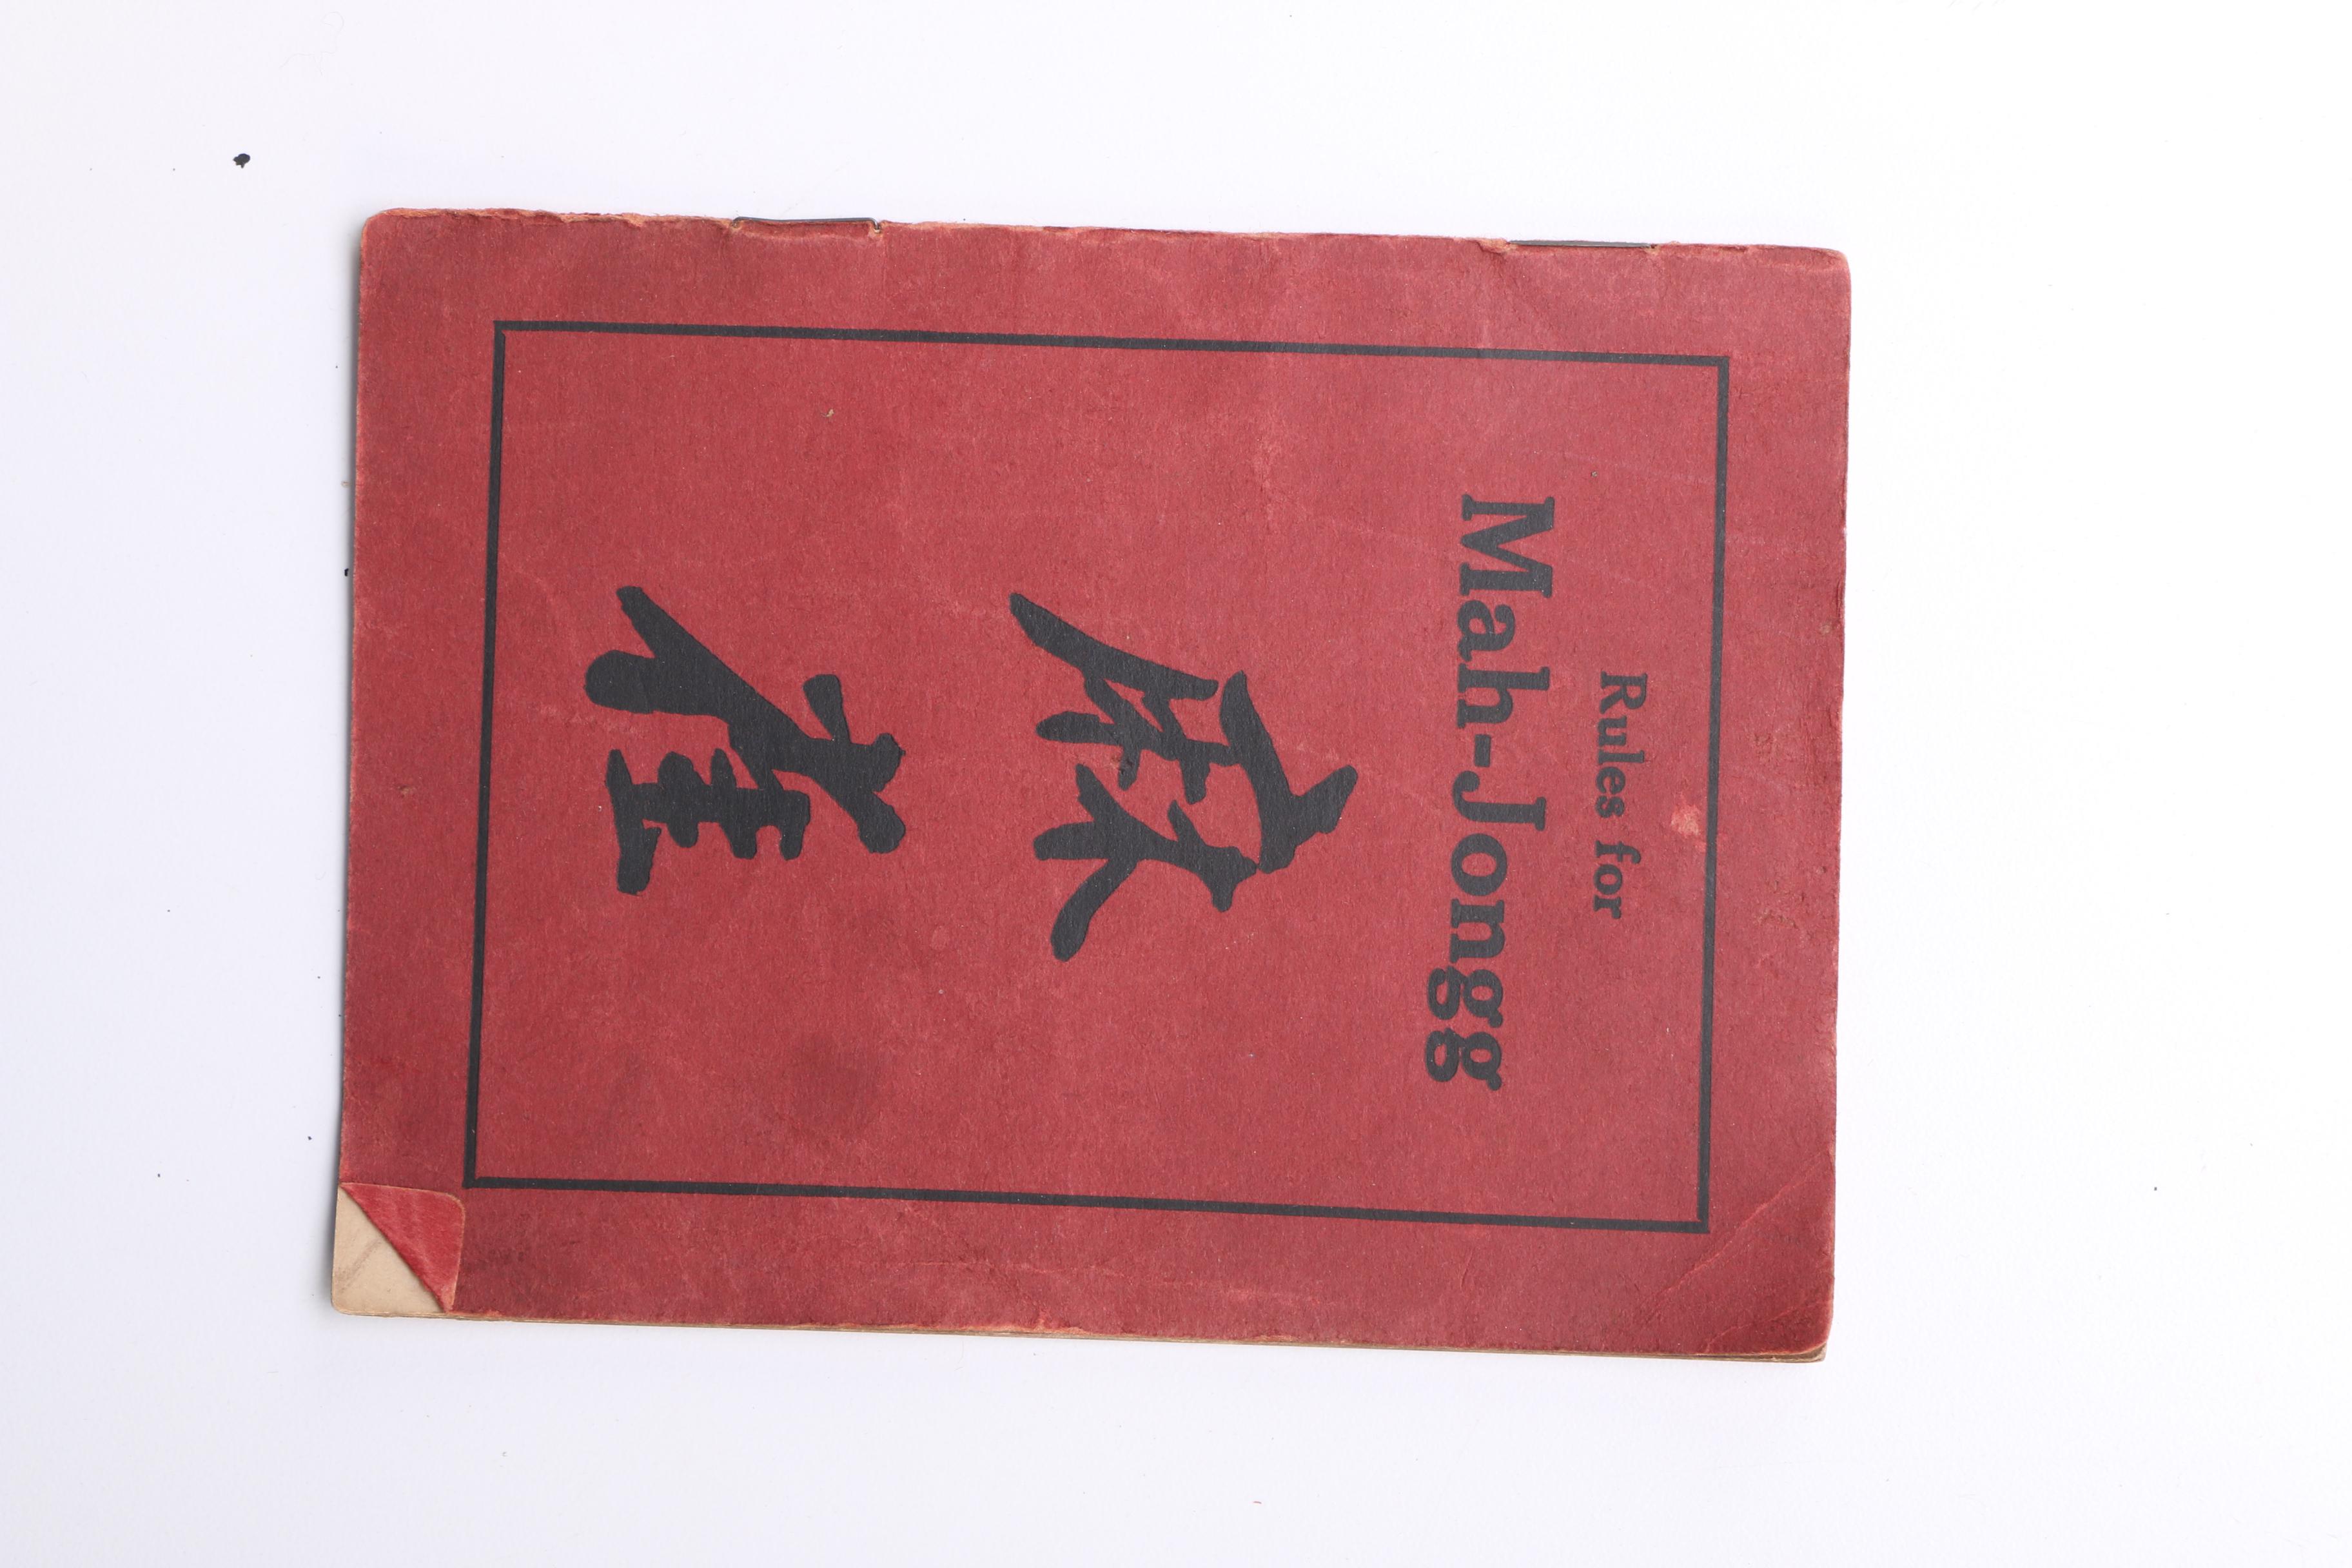 Rules for
Mah-Jongg
麻
雀